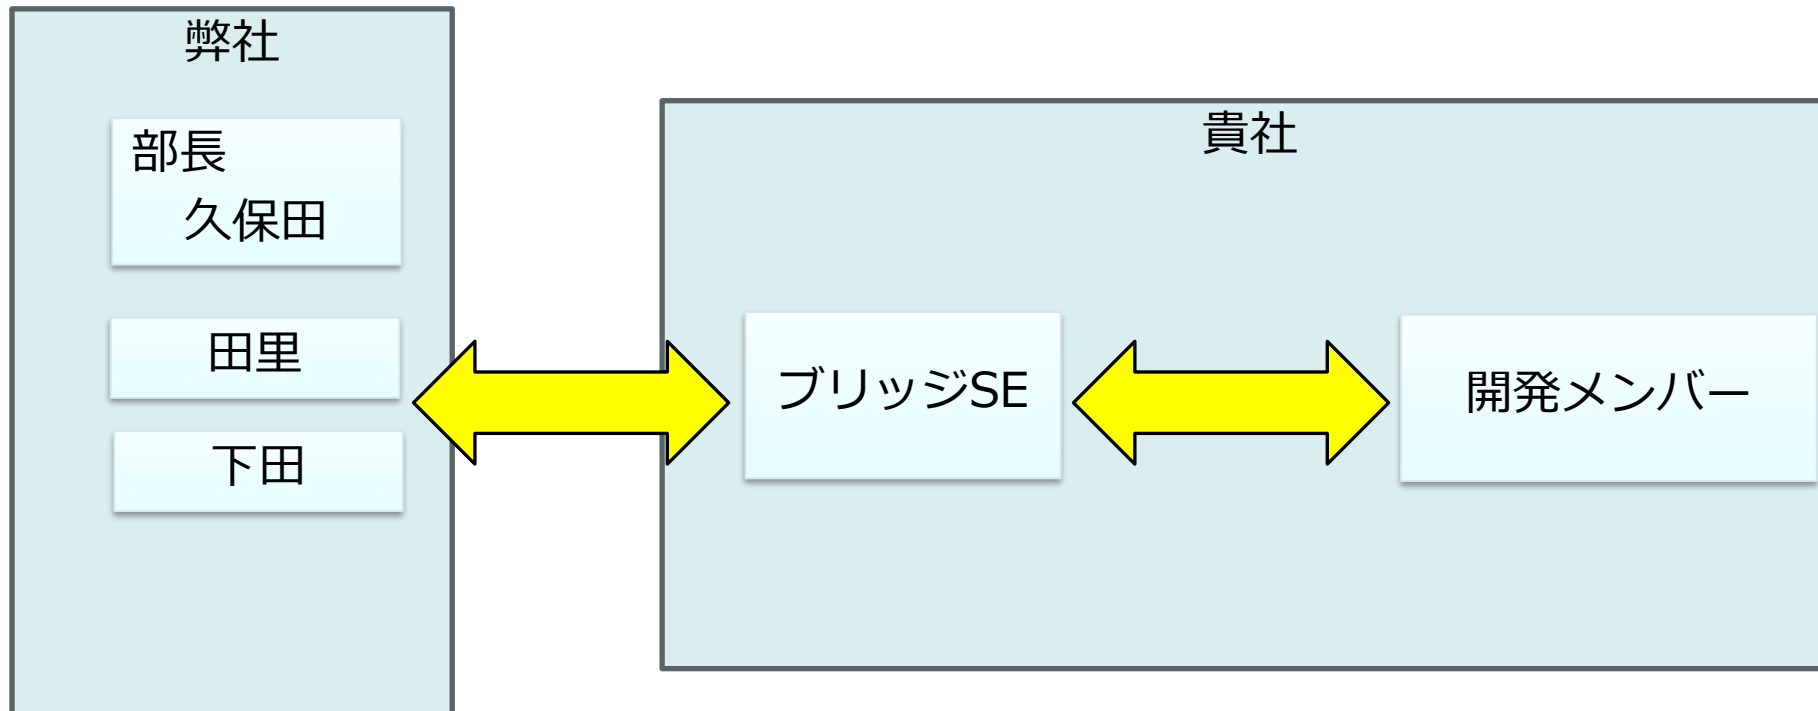 弊社
部長
久保田
田里
下田
貴社
ブリッジSE
開発メンバー